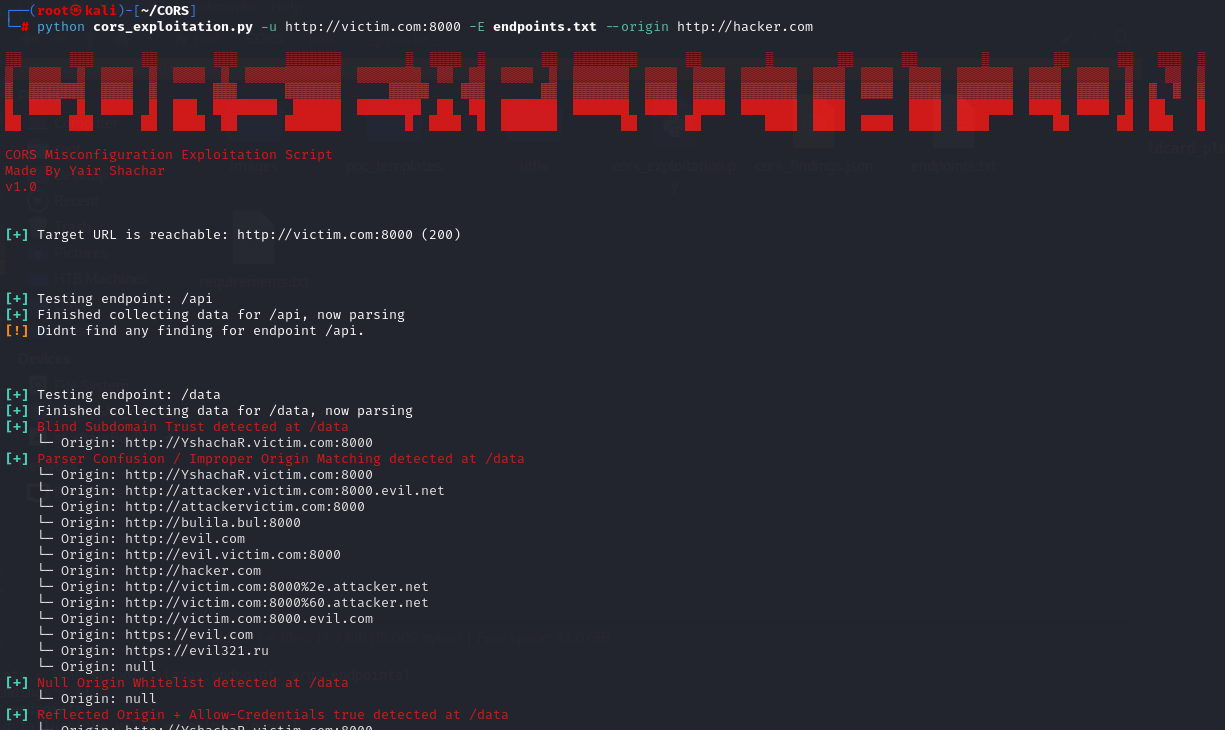 ┌──(root㉿kali)-[~/CORS]
└─# python cors_exploitation.py -u http://victim.com:8000 -E endpoints.txt --origin http://hacker.com
CORS Misconfiguration Exploitation Script
Made By Yair Shachar
v1.0
[+] Target URL is reachable: http://victim.com:8000 (200)
[+] Testing endpoint: /api
[+] Finished collecting data for /api, now parsing
[!] Didnt find any finding for endpoint /api.
[+] Testing endpoint: /data
[+] Finished collecting data for /data, now parsing
[+] Blind Subdomain Trust detected at /data
└─ Origin: http://YshachaR.victim.com:8000
[+] Parser Confusion / Improper Origin Matching detected at /data
└─ Origin: http://YshachaR.victim.com:8000
└─ Origin: http://attacker.victim.com:8000.evil.net
└─ Origin: http://attackervictim.com:8000
└─ Origin: http://bulila.bul:8000
└─ Origin: http://evil.com
└─ Origin: http://evil.victim.com:8000
└─ Origin: http://hacker.com
└─ Origin: http://victim.com:8000%2e.attacker.net
└─ Origin: http://victim.com:8000%60.attacker.net
└─ Origin: http://victim.com:8000.evil.com
└─ Origin: https://evil.com
└─ Origin: https://evil321.ru
└─ Origin: null
[+] Null Origin Whitelist detected at /data
└─ Origin: null
[+] Reflected Origin + Allow-Credentials true detected at /data
└─ Origin: http://YshachaR.victim.com:8000